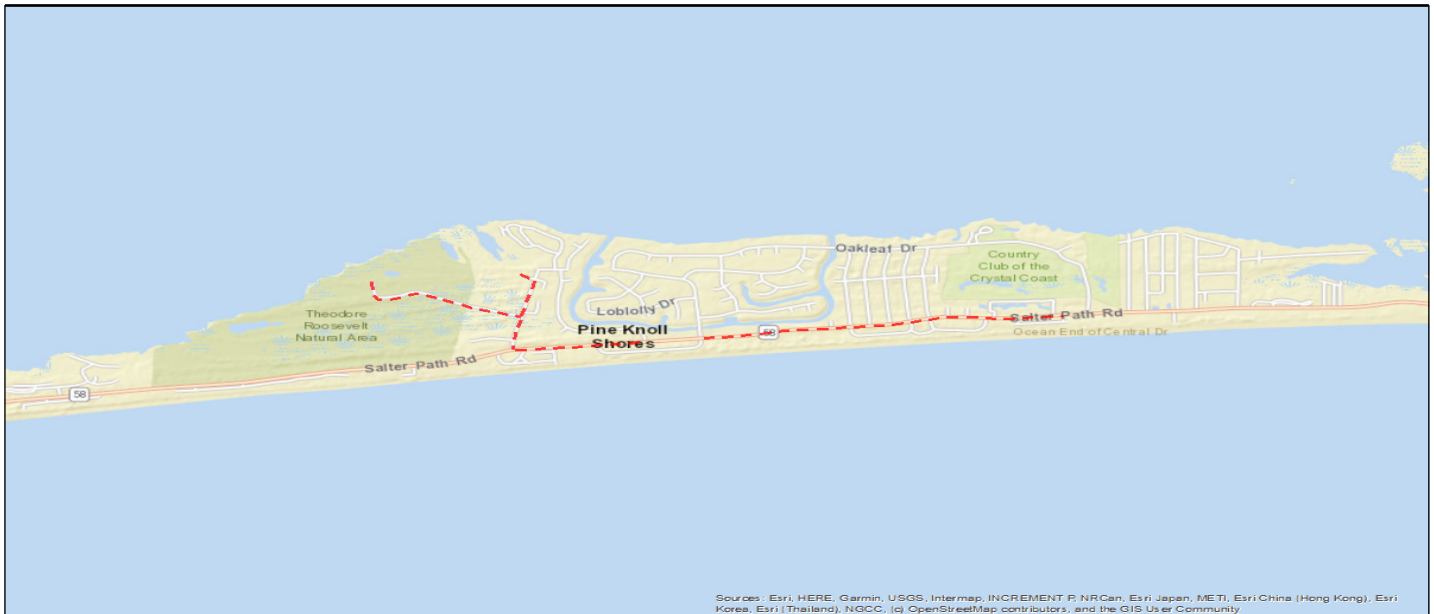 Oakleaf Dr
Country
Club of the
Crystal Coast
Theodore
Roosevelt
Natural Area
Loblolly Dr
Pine Knoll
Shores
58
Salter Path Rd
Ocean End of Central Dr
Salter Path Rd
58
Sources: Esri, HERE, Garmin, USGS, Intermap, INCREMENT P, NRCan, Esri Japan, METI, Esri China (Hong Kong), Esri
Korea, Esri (Thailand), NGCC, (c) OpenStreetMap contributors, and the GIS User Community